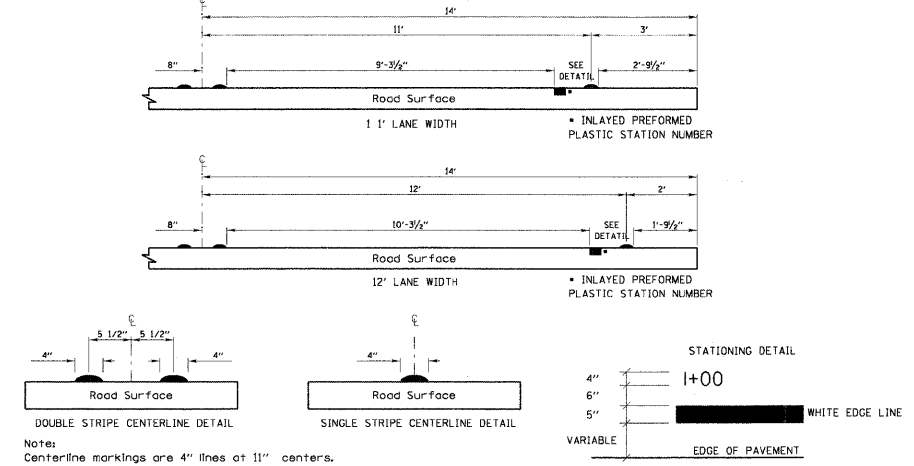 ℄
14'
11' 3'
8" 9'-3½" SEE DETAIL 2'-9½"
Road Surface
1 1' LANE WIDTH
▪ INLAYED PREFORMED
PLASTIC STATION NUMBER
℄
14'
12' 2'
8" 10'-3½" SEE DETAIL 1'-9½"
Road Surface
12' LANE WIDTH
▪ INLAYED PREFORMED
PLASTIC STATION NUMBER
℄
5 1/2" 5 1/2"
4" 4"
Road Surface
DOUBLE STRIPE CENTERLINE DETAIL
℄
4"
Road Surface
SINGLE STRIPE CENTERLINE DETAIL
STATIONING DETAIL
4" 1+00
6"
5" WHITE EDGE LINE
VARIABLE
EDGE OF PAVEMENT
Note:
Centerline markings are 4" lines at 11" centers.